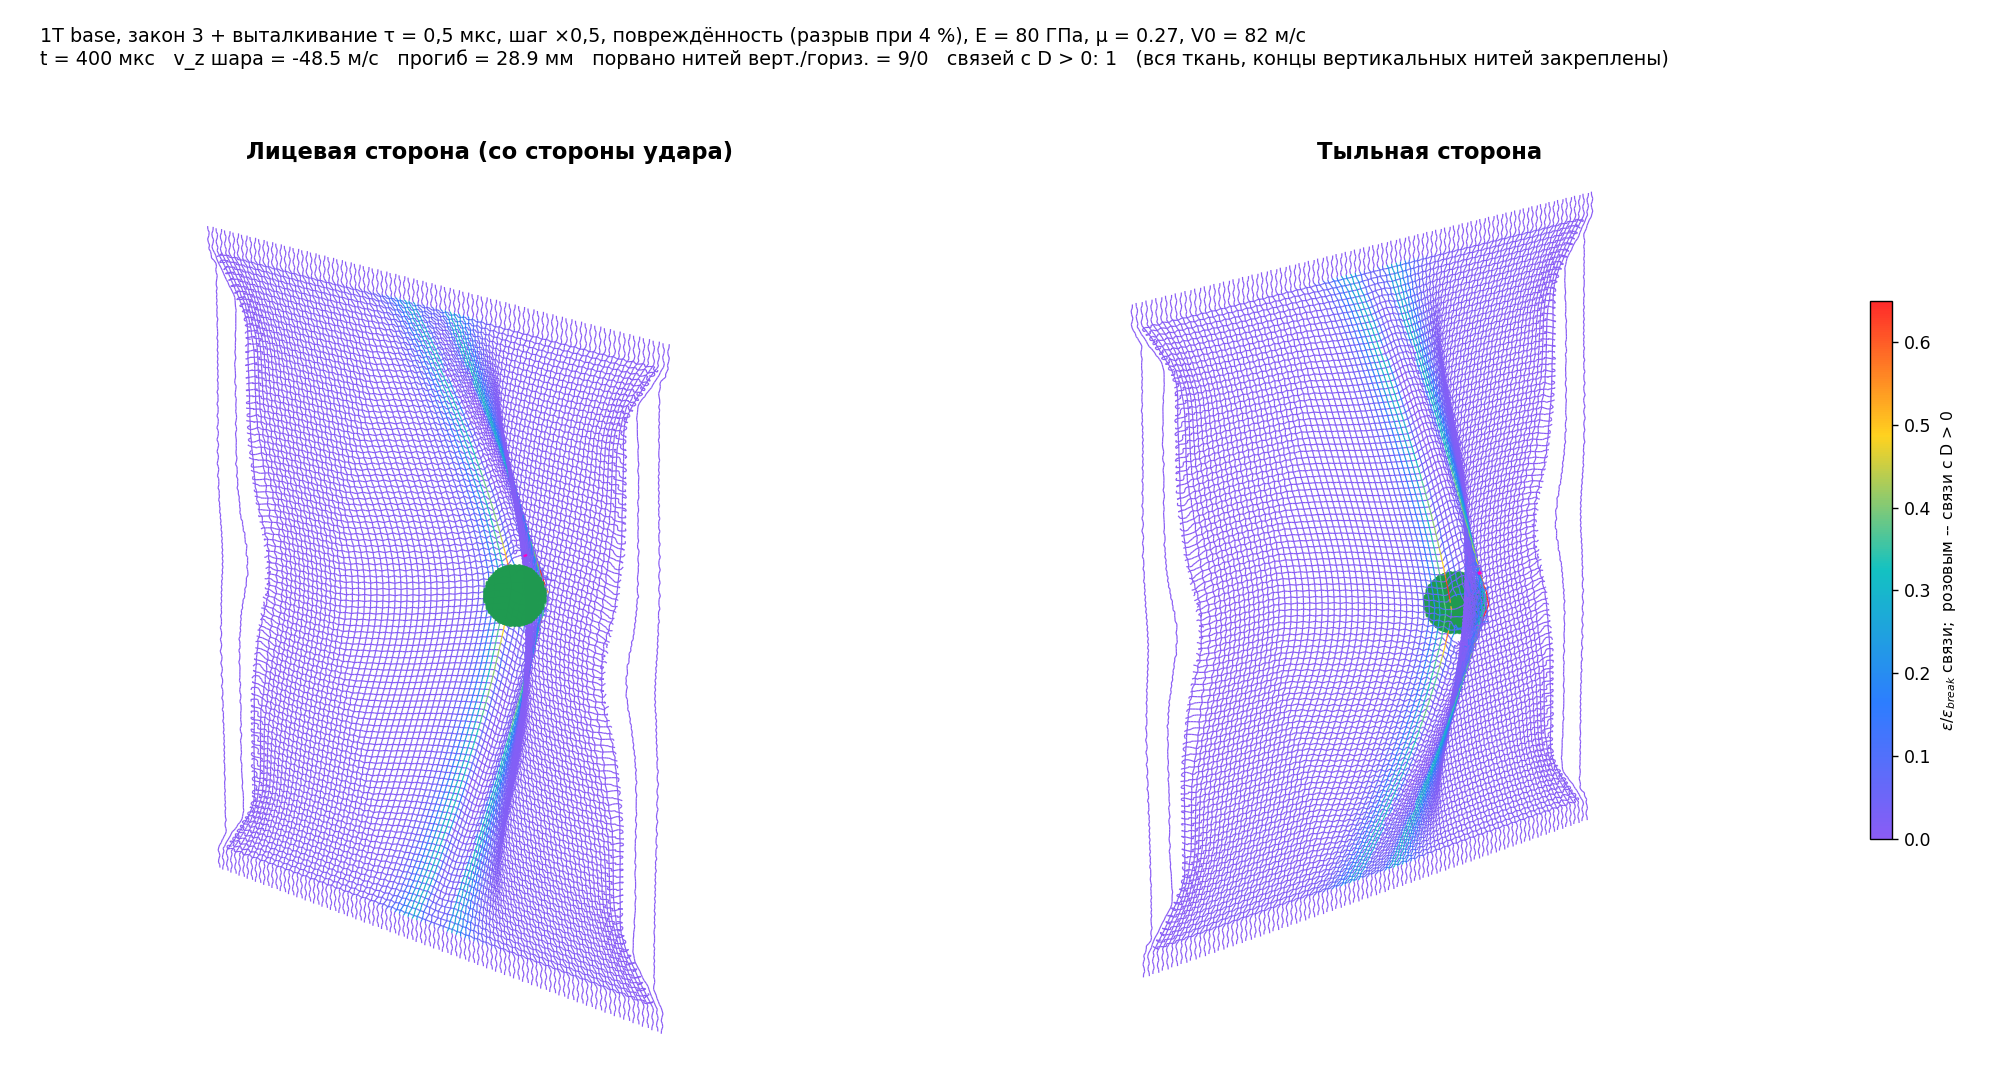 1T base, закон 3 + выталкивание τ = 0,5 мкс, шаг ×0,5, повреждённость (разрыв при 4 %), E = 80 ГПа, μ = 0.27, V0 = 82 м/с
t = 400 мкс   v_z шара = -48.5 м/с   прогиб = 28.9 мм   порвано нитей верт./гориз. = 9/0   связей с D > 0: 1   (вся ткань, концы вертикальных нитей закреплены)
Лицевая сторона (со стороны удара)
Тыльная сторона
0.6
0.5
0.4
0.3
0.2
0.1
0.0
ε/ε_break связи;  розовым -- связи с D > 0